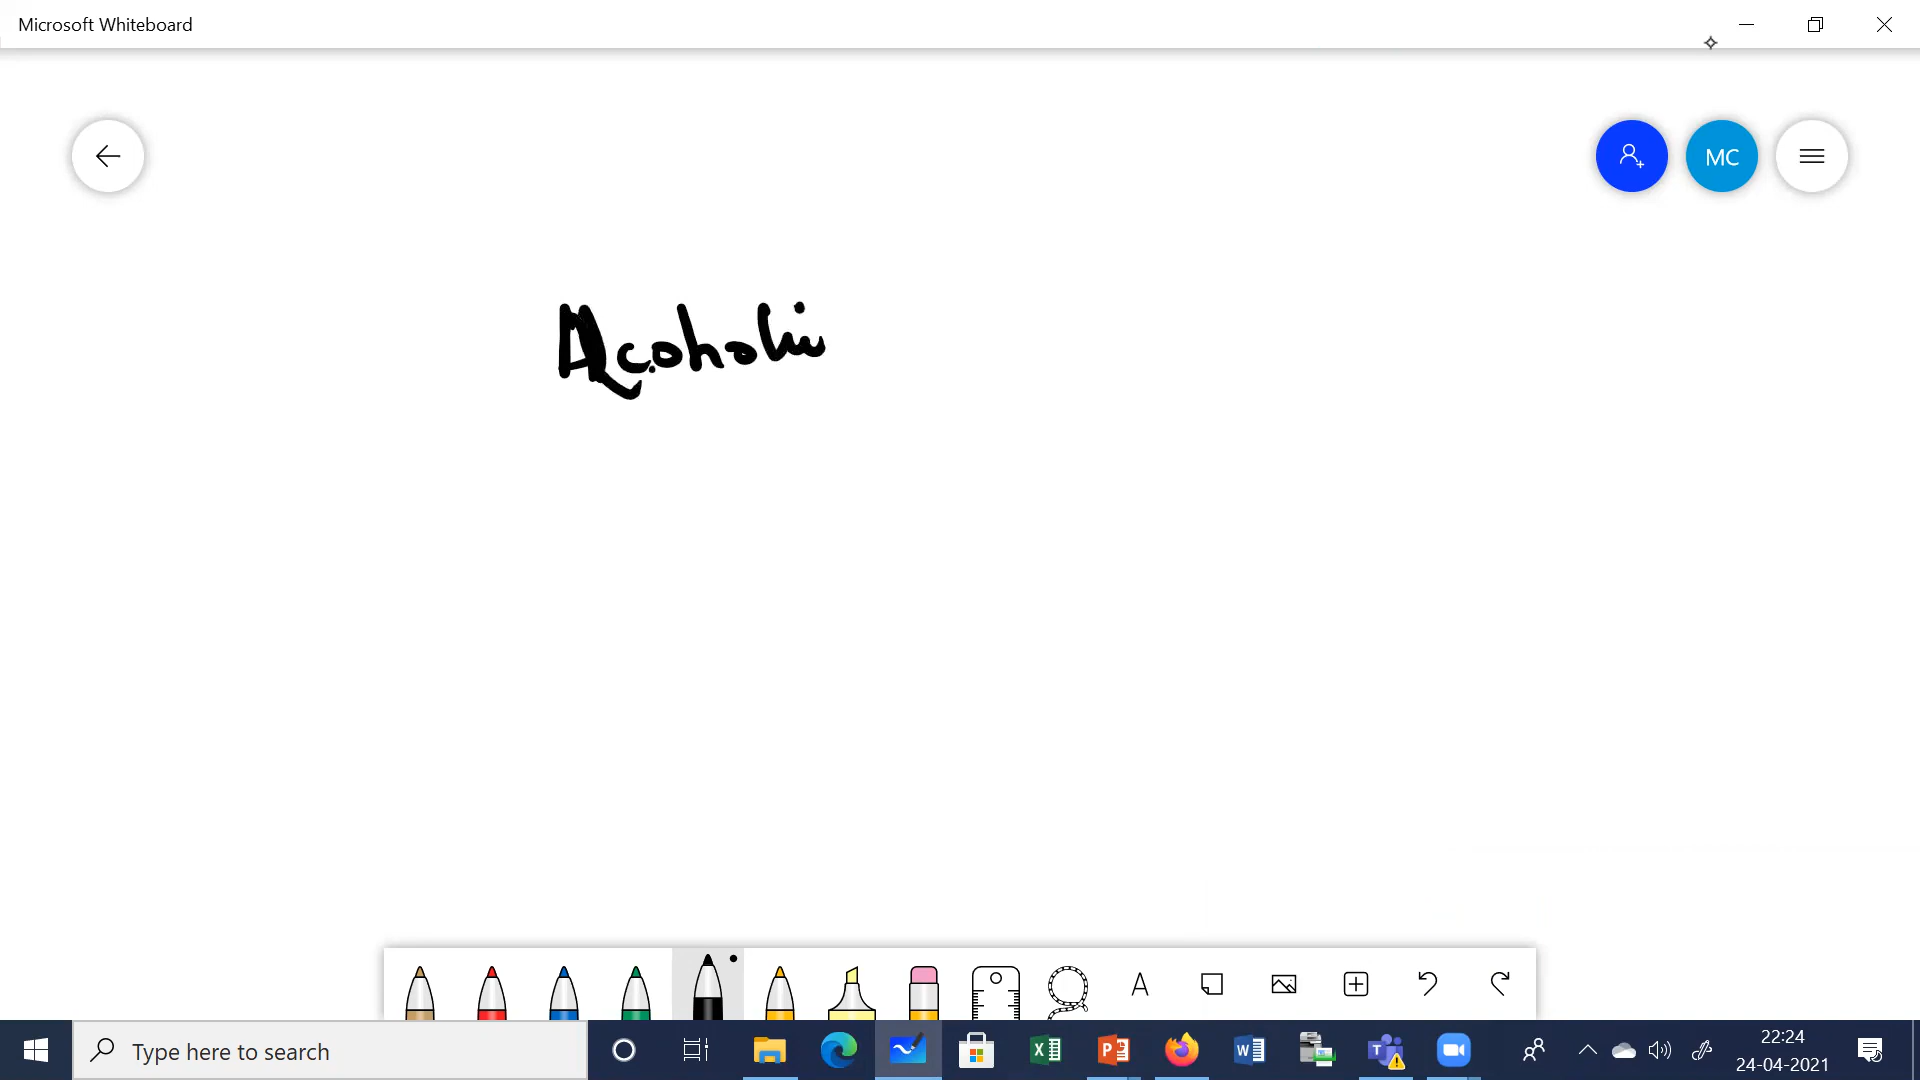 Microsoft Whiteboard
MC
Alcoholic
A
Type here to search
22:24
24-04-2021